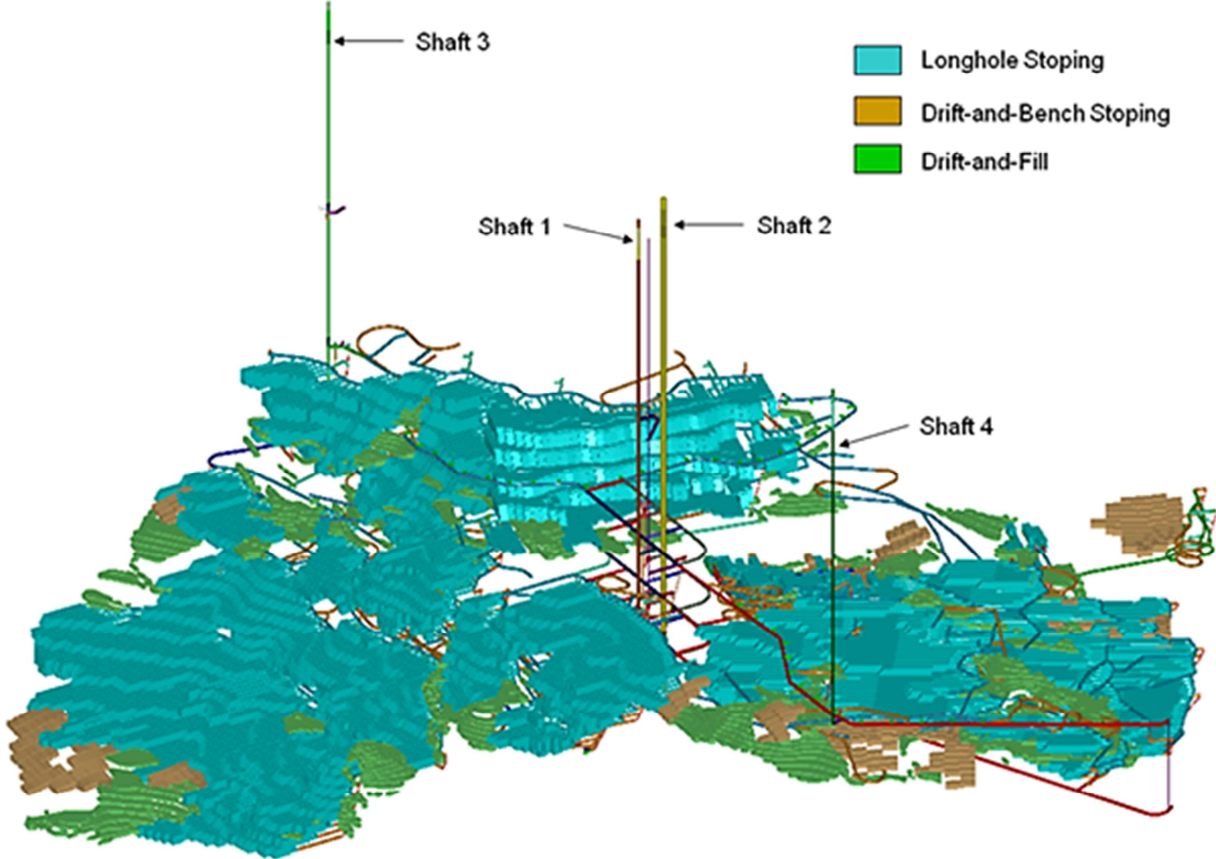 Shaft 3
Longhole Stoping
Drift-and-Bench Stoping
Drift-and-Fill
Shaft 1
Shaft 2
Shaft 4